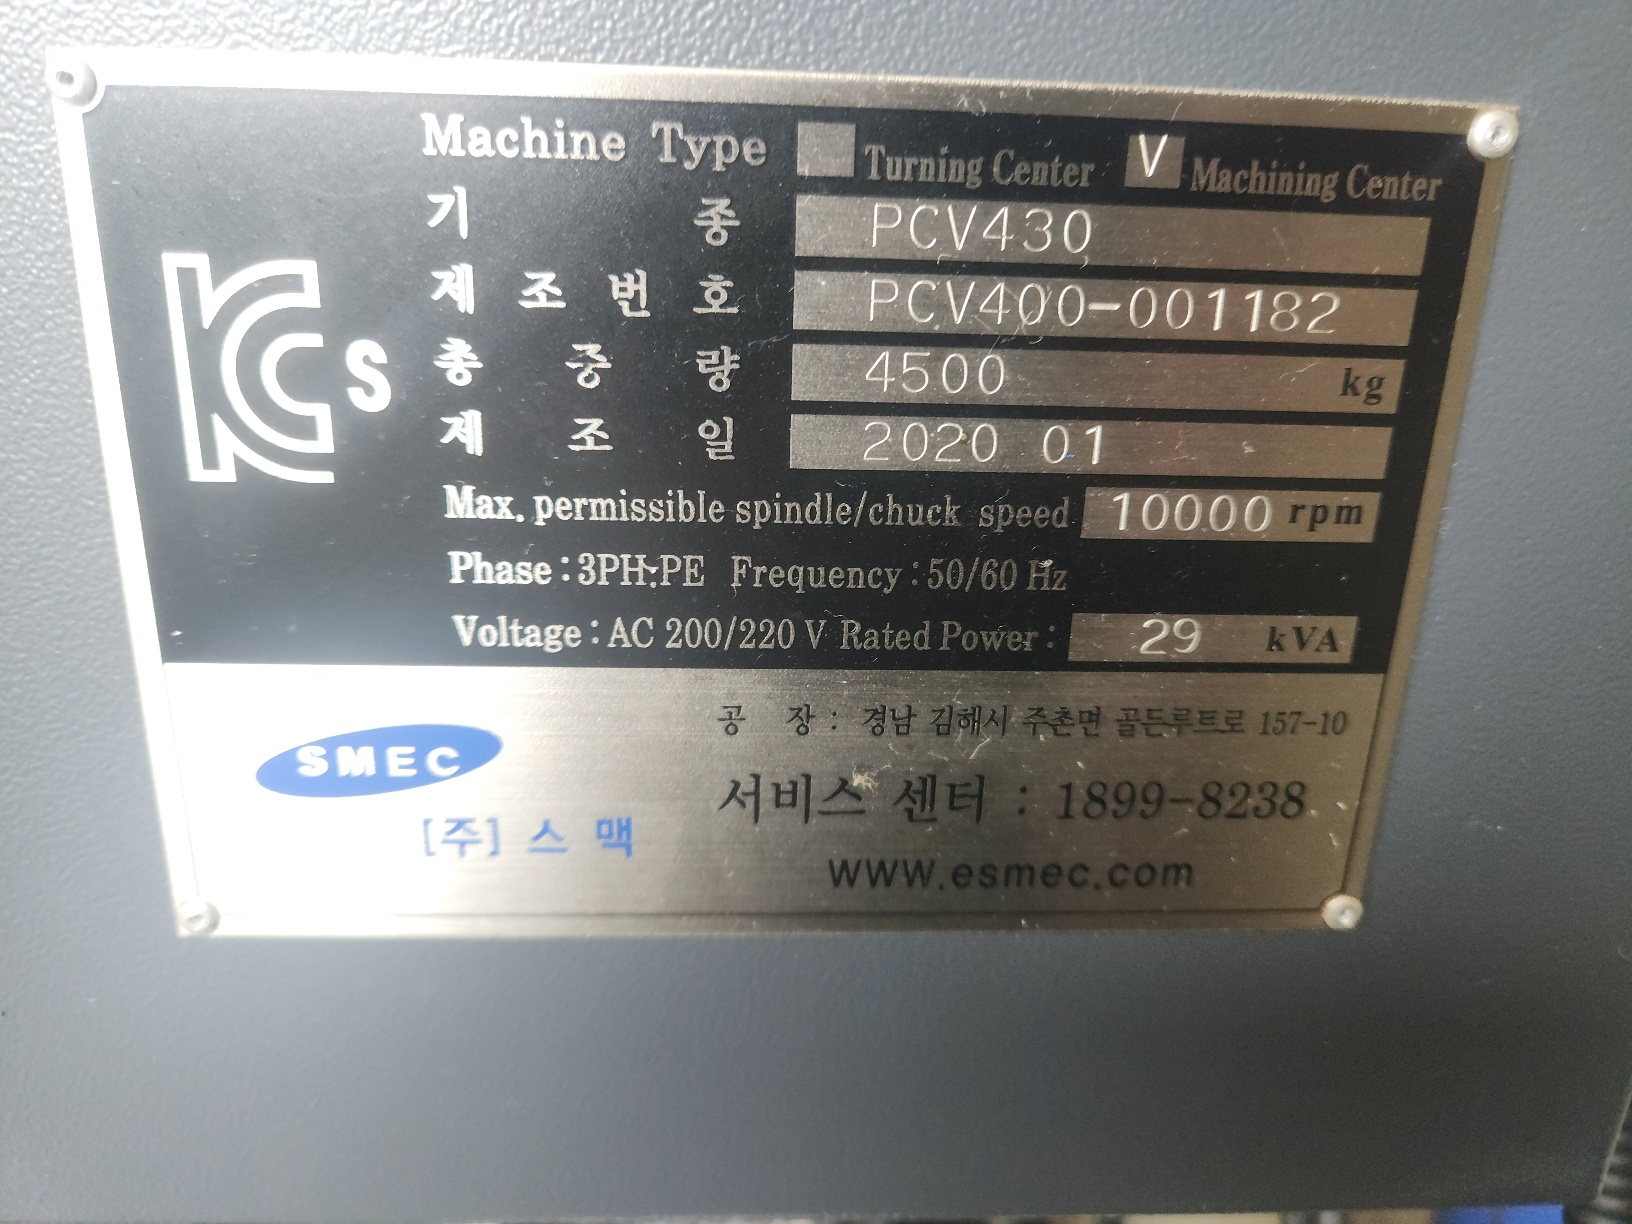 Machine Type Turning Center V Machining Center
기 종 PCV430
제 조 번 호 PCV400-001182
총 중 량 4500 kg
제 조 일 2020 01
Max. permissible spindle/chuck speed 10000 rpm
Phase : 3PH.PE Frequency : 50/60 Hz
Voltage : AC 200/220 V Rated Power : 29 kVA
KCs
공 장 : 경남 김해시 주촌면 골든루트로 157-10
SMEC
서비스 센터 : 1899-8238
[주] 스 맥
www.esmec.com